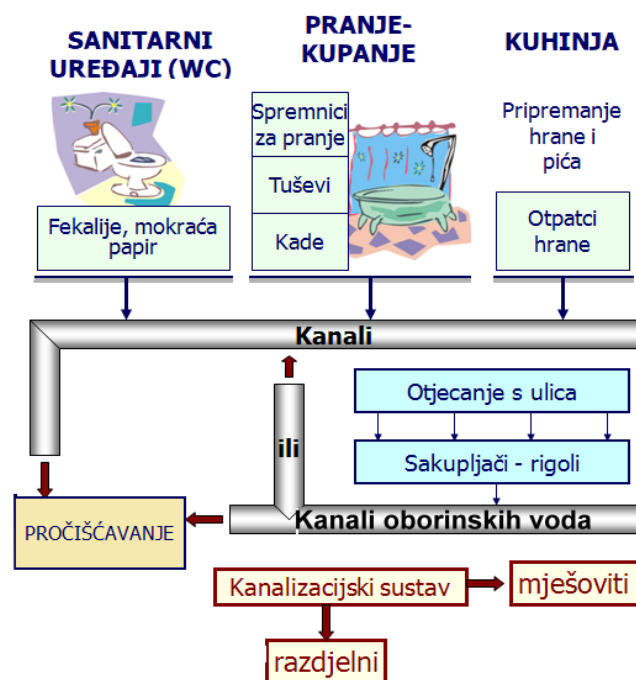 SANITARNI
UREĐAJI (WC)
PRANJE-
KUPANJE
KUHINJA
Fekalije, mokraća
papir
Spremnici
za pranje
Tuševi
Kade
Pripremanje
hrane i
pića
Otpatci
hrane
Kanali
ili
Otjecanje s ulica
Sakupljači - rigoli
Kanali oborinskih voda
PROČIŠĆAVANJE
Kanalizacijski sustav
mješoviti
razdjelni